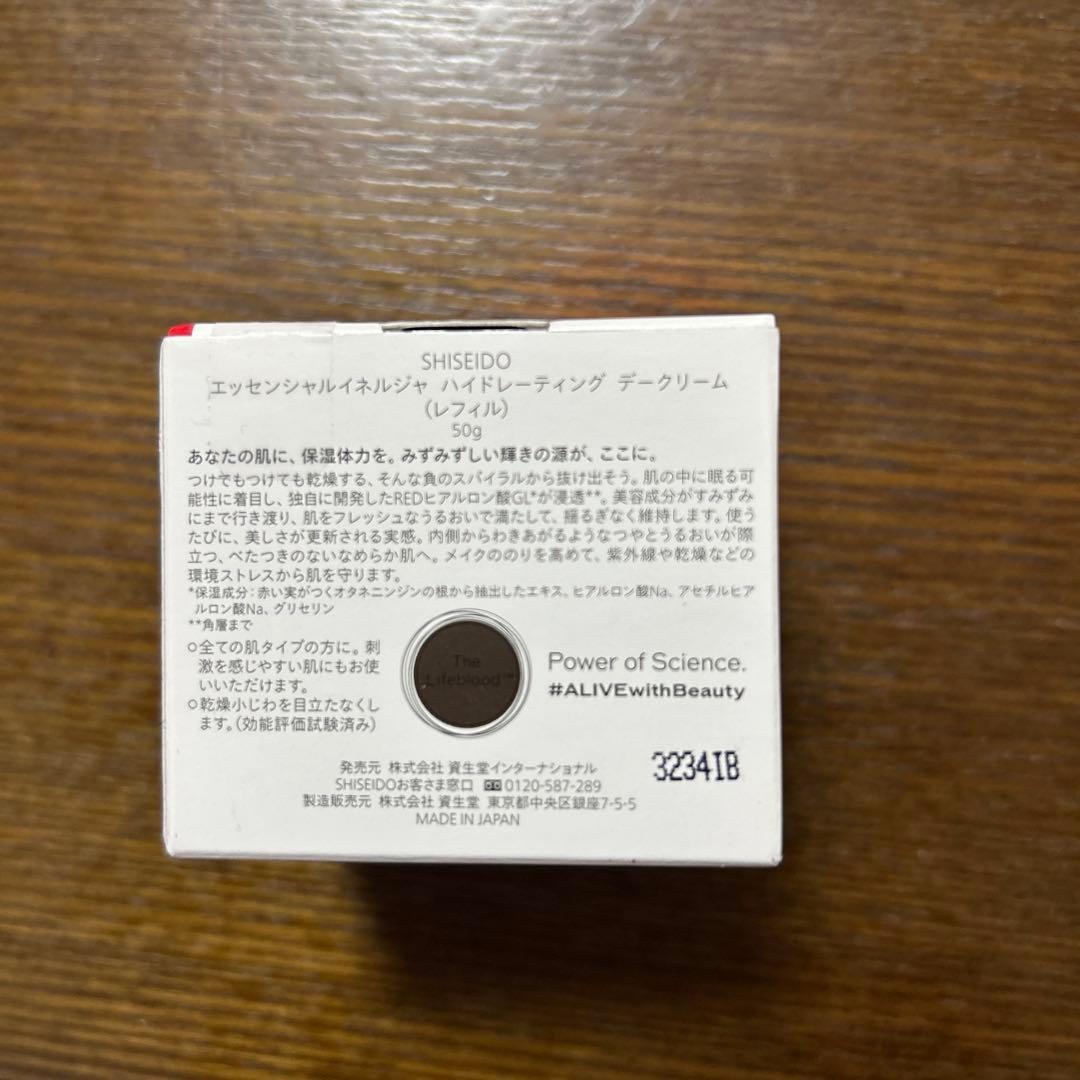 SHISEIDO
エッセンシャルイネルジャ ハイドレーティング デークリーム
(レフィル)
50g
あなたの肌に、保湿体力を。みずみずしい輝きの源が、ここに。
つけてもつけても乾燥する、そんな負のスパイラルから抜け出そう。肌の中に眠る可
能性に着目し、独自に開発したREDヒアルロン酸GL*が浸透**。美容成分がすみずみ
にまで行き渡り、肌をフレッシュなうるおいで満たして、揺るぎなく維持します。使う
たびに、美しさが更新される実感。内側からわきあがるようなつやとうるおいが際
立つ、べたつきのないなめらか肌へ。メイクののりを高めて、紫外線や乾燥などの
環境ストレスから肌を守ります。
*保湿成分：赤い実がつくオタネニンジンの根から抽出したエキス、ヒアルロン酸Na、アセチルヒア
ルロン酸Na、グリセリン
**角層まで
○全ての肌タイプの方に。刺
激を感じやすい肌にもお使
いいただけます。
○乾燥小じわを目立たなくし
ます。(効能評価試験済み)
The
Lifeblood™
Power of Science.
#ALIVEwithBeauty
3234IB
発売元 株式会社 資生堂インターナショナル
SHISEIDOお客さま窓口 0120-587-289
製造販売元 株式会社 資生堂 東京都中央区銀座7-5-5
MADE IN JAPAN